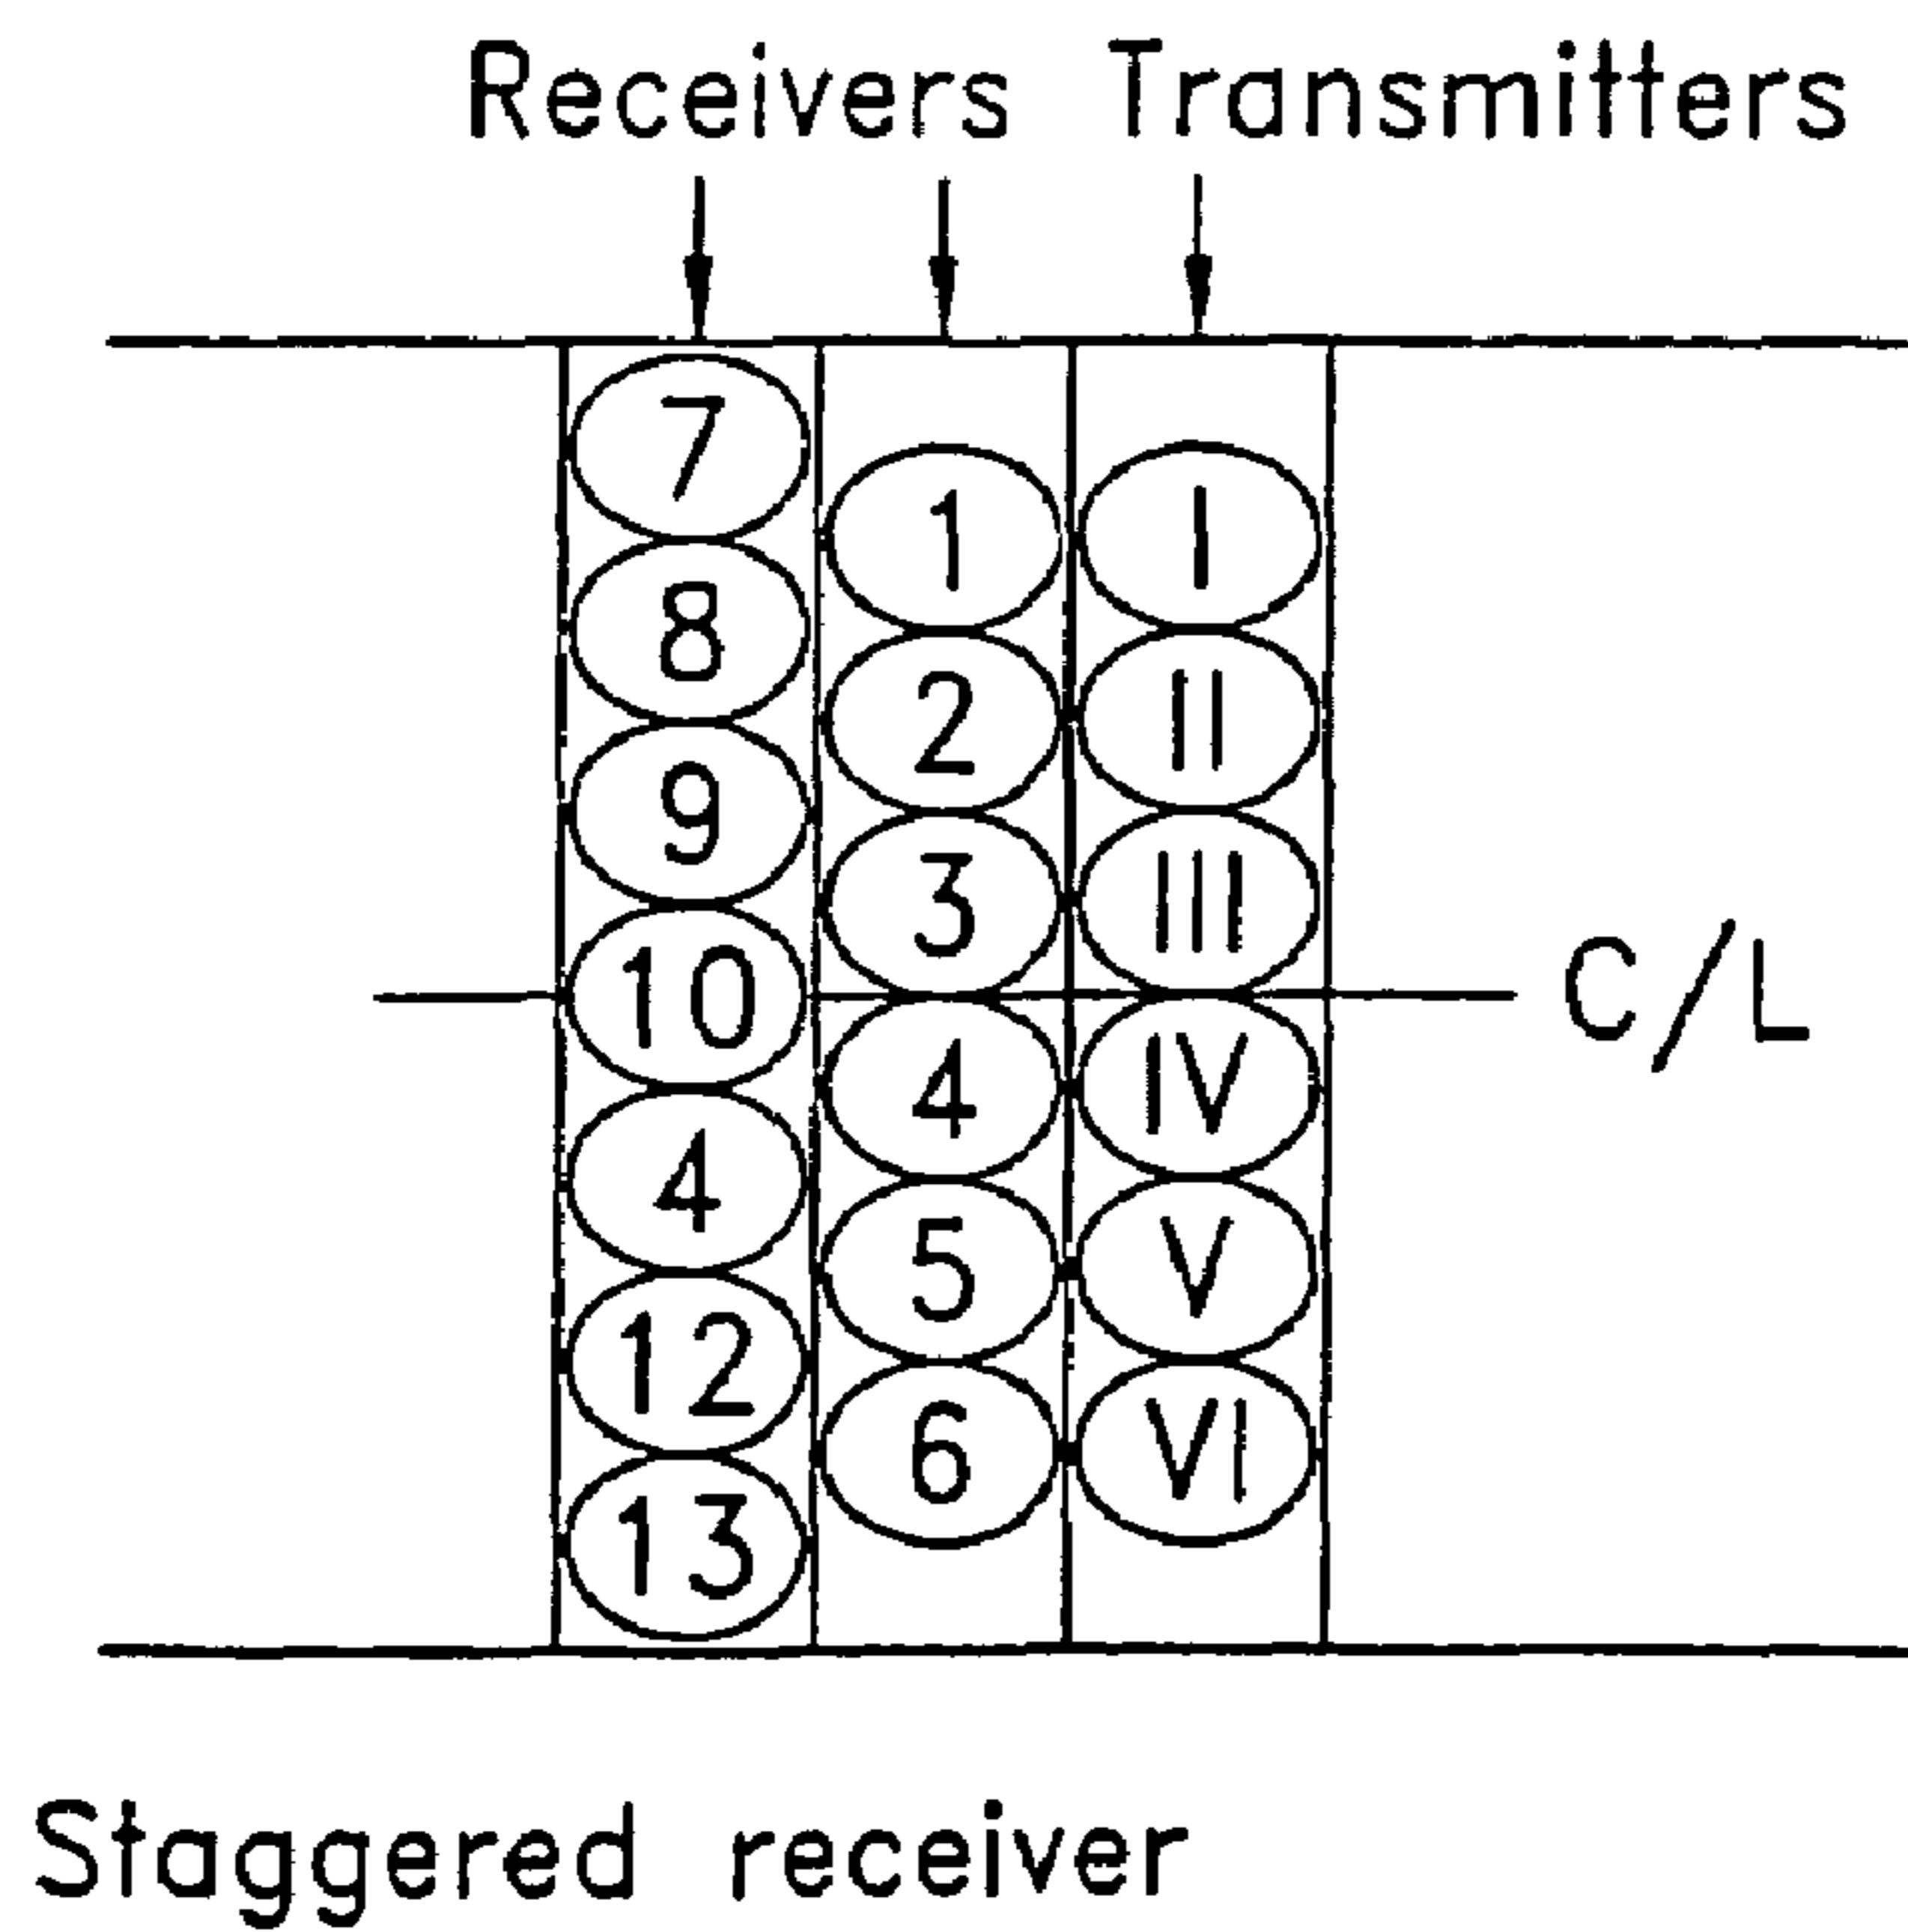 Receivers Transmitters
7
1 I
8
2 II
9
3 III
10 C/L
4 IV
4
5 V
12
6 VI
13
Staggered receiver